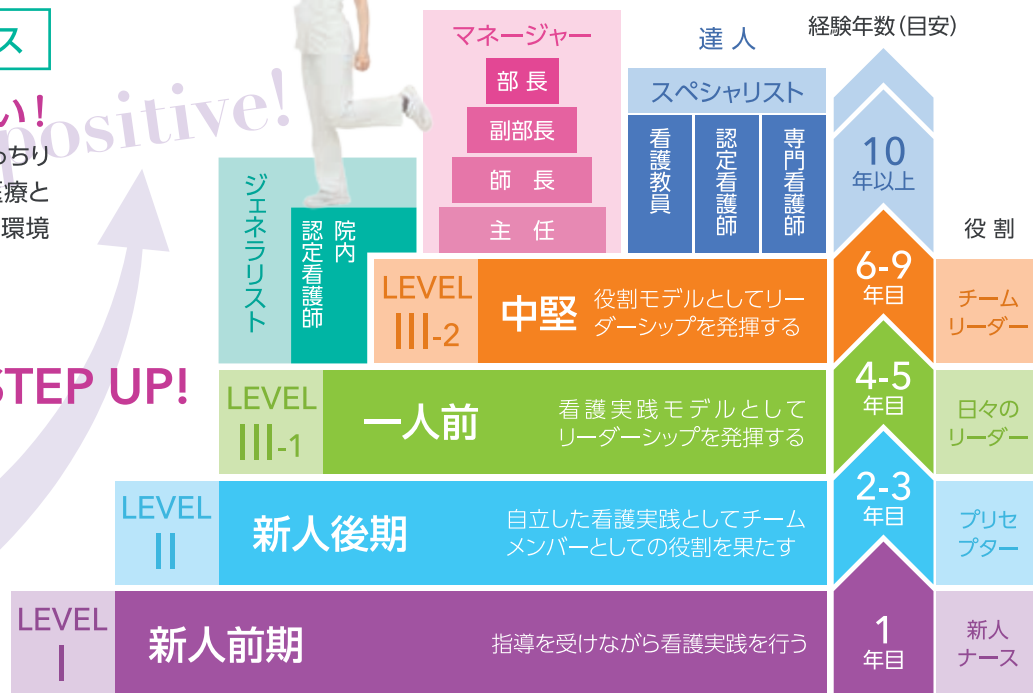 ス
い!
positive!
っちり
医療と
環境
STEP UP!
マネージャー
部 長
副部長
師 長
主 任
達 人
スペシャリスト
看護教員
認定看護師
専門看護師
ジェネラリスト
院内
認定看護師
経験年数(目安)
10
年以上
役 割
LEVEL
III-2
中堅
役割モデルとしてリー
ダーシップを発揮する
6-9
年目
チーム
リーダー
LEVEL
III-1
一人前
看護実践モデルとして
リーダーシップを発揮する
4-5
年目
日々の
リーダー
LEVEL
II
新人後期
自立した看護実践としてチーム
メンバーとしての役割を果たす
2-3
年目
プリセ
プター
LEVEL
I
新人前期
指導を受けながら看護実践を行う
1
年目
新人
ナース